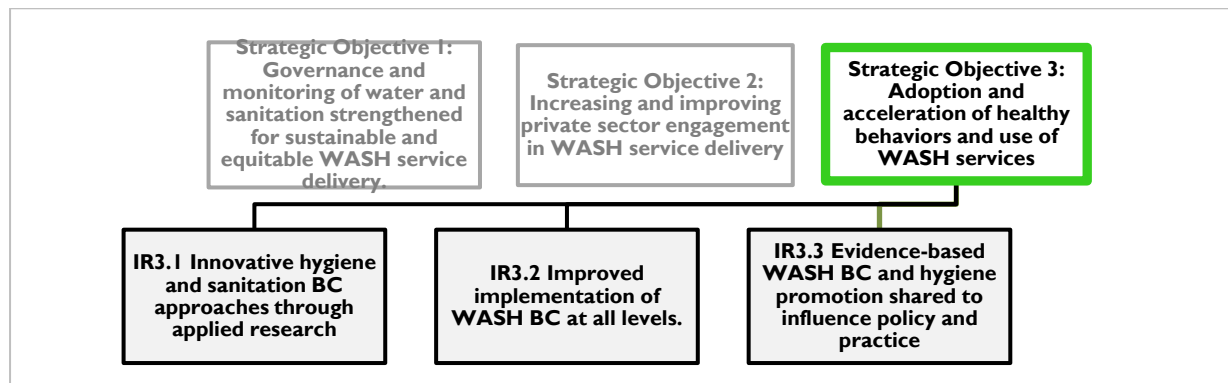 Strategic Objective 1:
Governance and
monitoring of water and
sanitation strengthened
for sustainable and
equitable WASH service
delivery.
Strategic Objective 2:
Increasing and improving
private sector engagement
in WASH service delivery
Strategic Objective 3:
Adoption and
acceleration of healthy
behaviors and use of
WASH services
IR3.1 Innovative hygiene
and sanitation BC
approaches through
applied research
IR3.2 Improved
implementation of
WASH BC at all levels.
IR3.3 Evidence-based
WASH BC and hygiene
promotion shared to
influence policy and
practice